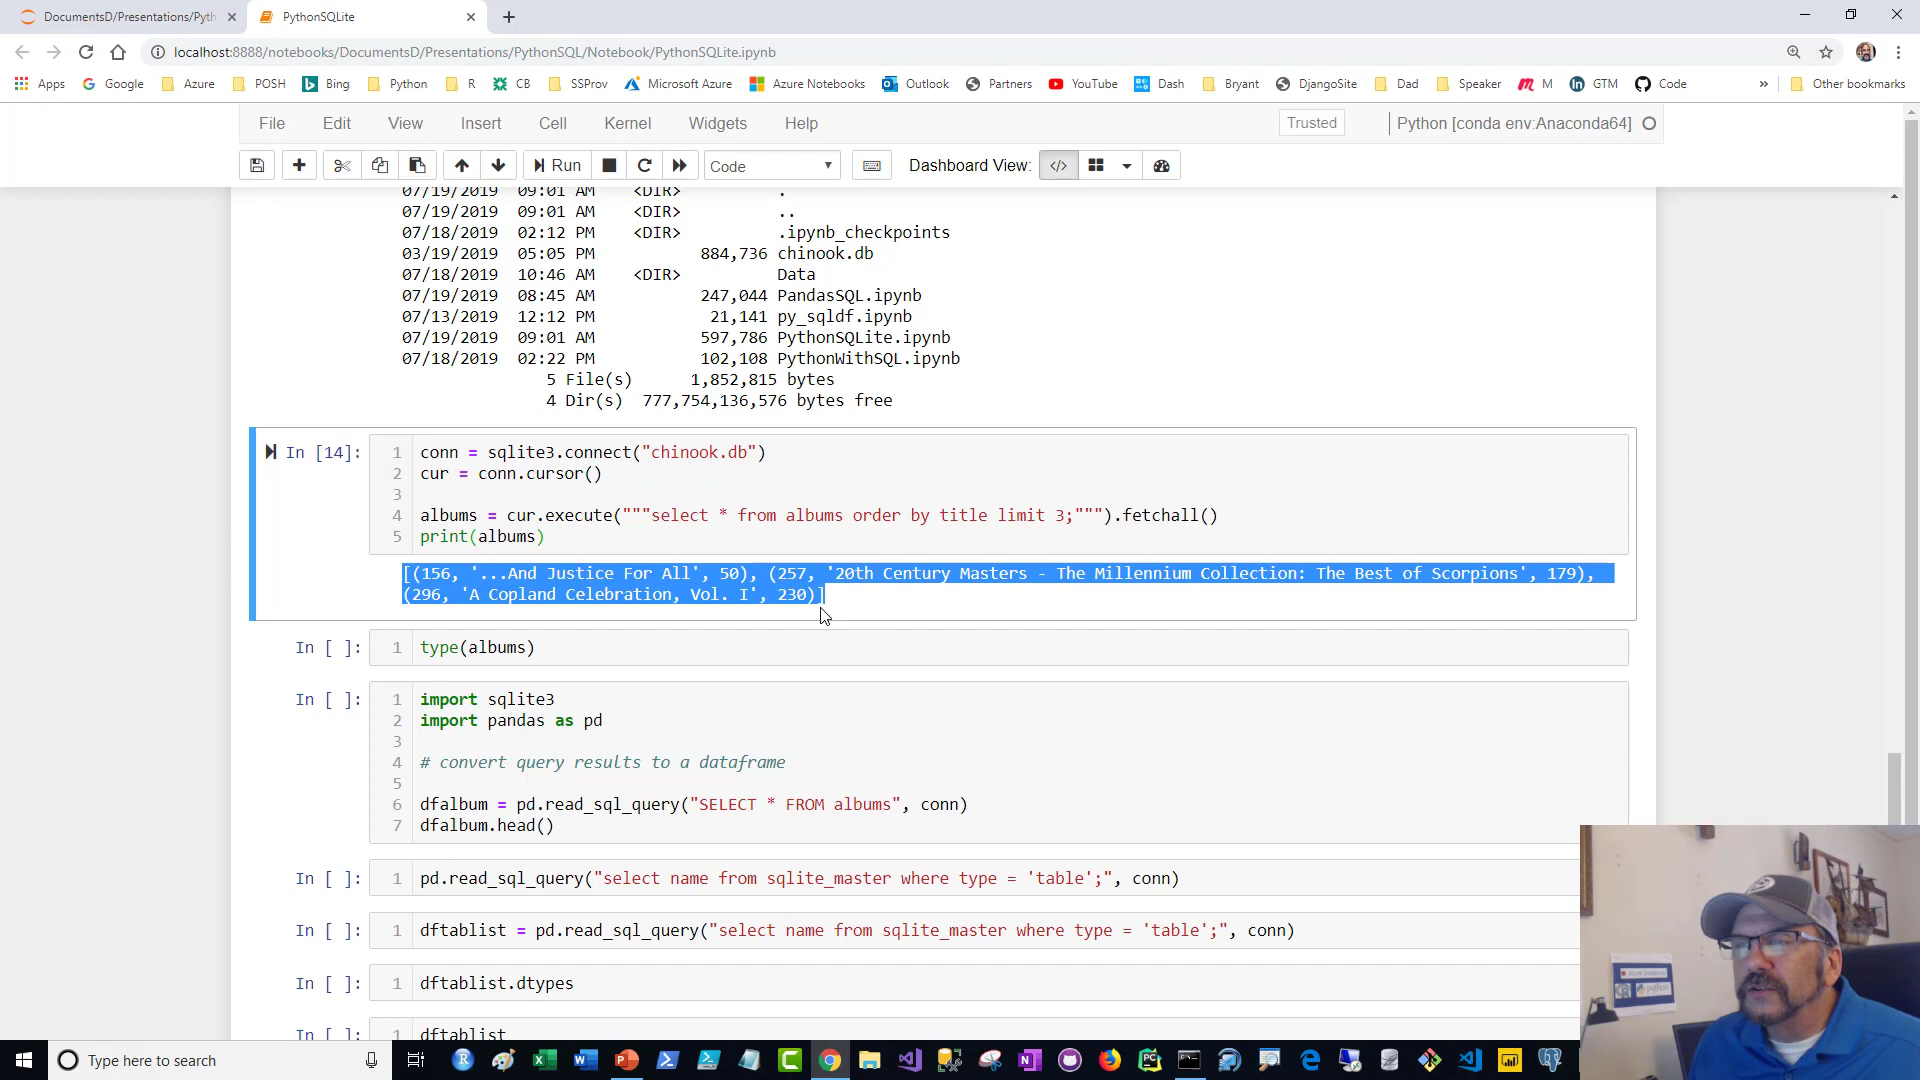 DocumentsD/Presentations/Pyth
PythonSQLite
localhost:8888/notebooks/DocumentsD/Presentations/PythonSQL/Notebook/PythonSQLite.ipynb
Apps Google Azure POSH Bing Python R CB SSProv Microsoft Azure Azure Notebooks Outlook Partners YouTube Dash Bryant DjangoSite Dad Speaker M GTM Code » Other bookmarks
File Edit View Insert Cell Kernel Widgets Help Trusted Python [conda env:Anaconda64]
Run Code Dashboard View:
07/19/2019 09:01 AM <DIR> .
07/19/2019 09:01 AM <DIR> ..
07/18/2019 02:12 PM <DIR> .ipynb_checkpoints
03/19/2019 05:05 PM 884,736 chinook.db
07/18/2019 10:46 AM <DIR> Data
07/19/2019 08:45 AM 247,044 PandasSQL.ipynb
07/13/2019 12:12 PM 21,141 py_sqldf.ipynb
07/19/2019 09:01 AM 597,786 PythonSQLite.ipynb
07/18/2019 02:22 PM 102,108 PythonWithSQL.ipynb
5 File(s) 1,852,815 bytes
4 Dir(s) 777,754,136,576 bytes free
In [14]: 1 conn = sqlite3.connect("chinook.db")
2 cur = conn.cursor()
3
4 albums = cur.execute("""select * from albums order by title limit 3;""").fetchall()
5 print(albums)
[(156, '...And Justice For All', 50), (257, '20th Century Masters - The Millennium Collection: The Best of Scorpions', 179),
(296, 'A Copland Celebration, Vol. I', 230)]
In [ ]: 1 type(albums)
In [ ]: 1 import sqlite3
2 import pandas as pd
3
4 # convert query results to a dataframe
5
6 dfalbum = pd.read_sql_query("SELECT * FROM albums", conn)
7 dfalbum.head()
In [ ]: 1 pd.read_sql_query("select name from sqlite_master where type = 'table';", conn)
In [ ]: 1 dftablist = pd.read_sql_query("select name from sqlite_master where type = 'table';", conn)
In [ ]: 1 dftablist.dtypes
In [ ]: 1 dftablist
python
Type here to search